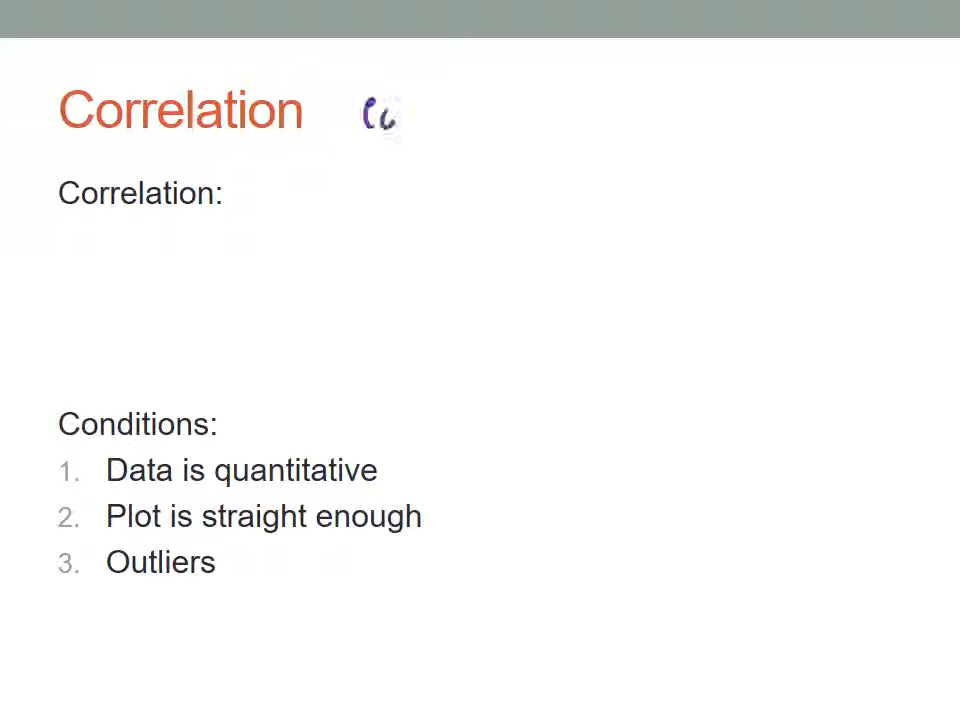 Correlation
Correlation:
Conditions:
1. Data is quantitative
2. Plot is straight enough
3. Outliers